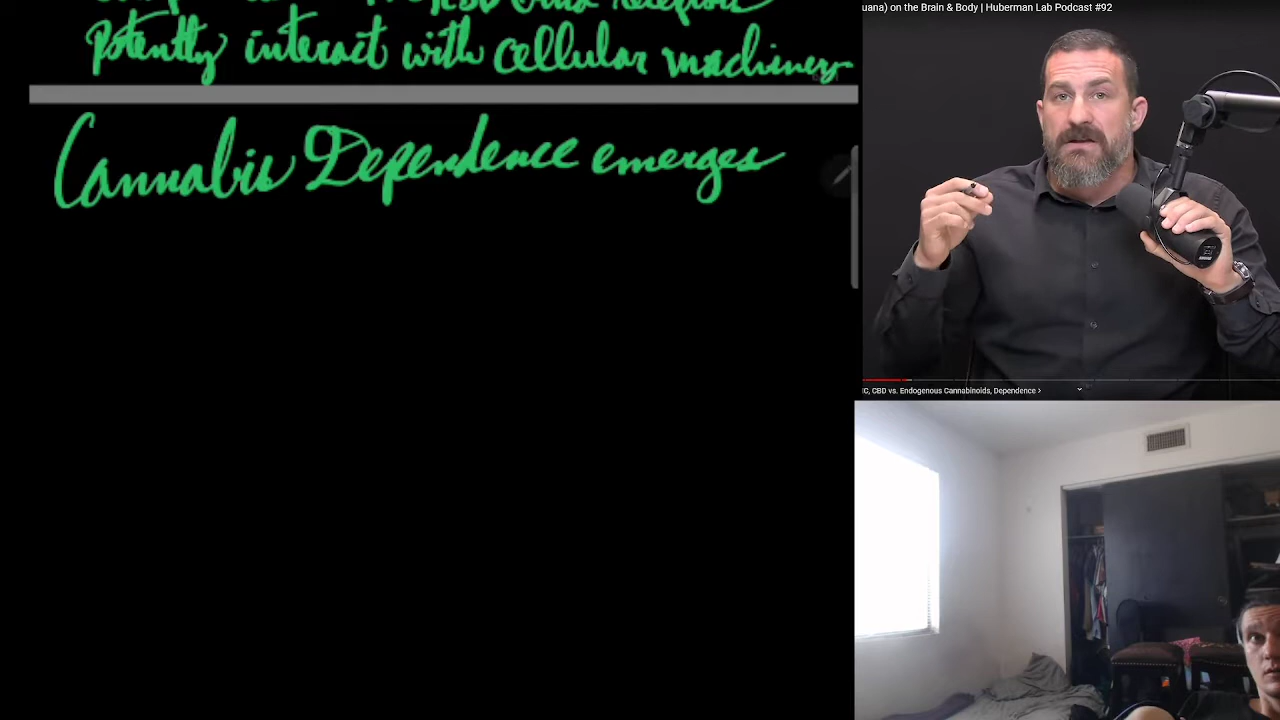 Potently interact with cellular machinery
Cannabis Dependence emerges
uana) on the Brain & Body | Huberman Lab Podcast #92
C, CBD vs. Endogenous Cannabinoids, Dependence >